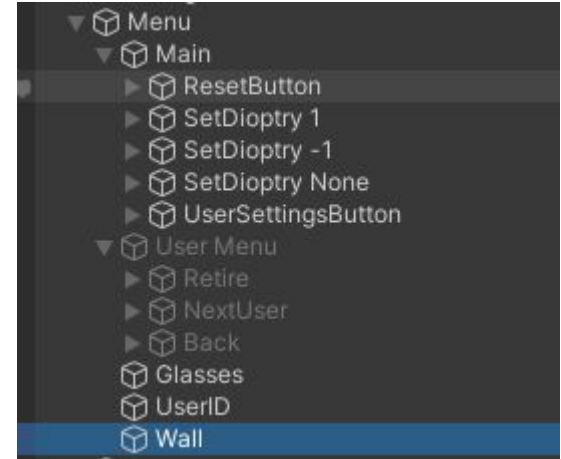 Menu
Main
ResetButton
SetDioptry 1
SetDioptry -1
SetDioptry None
UserSettingsButton
User Menu
Retire
NextUser
Back
Glasses
UserID
Wall